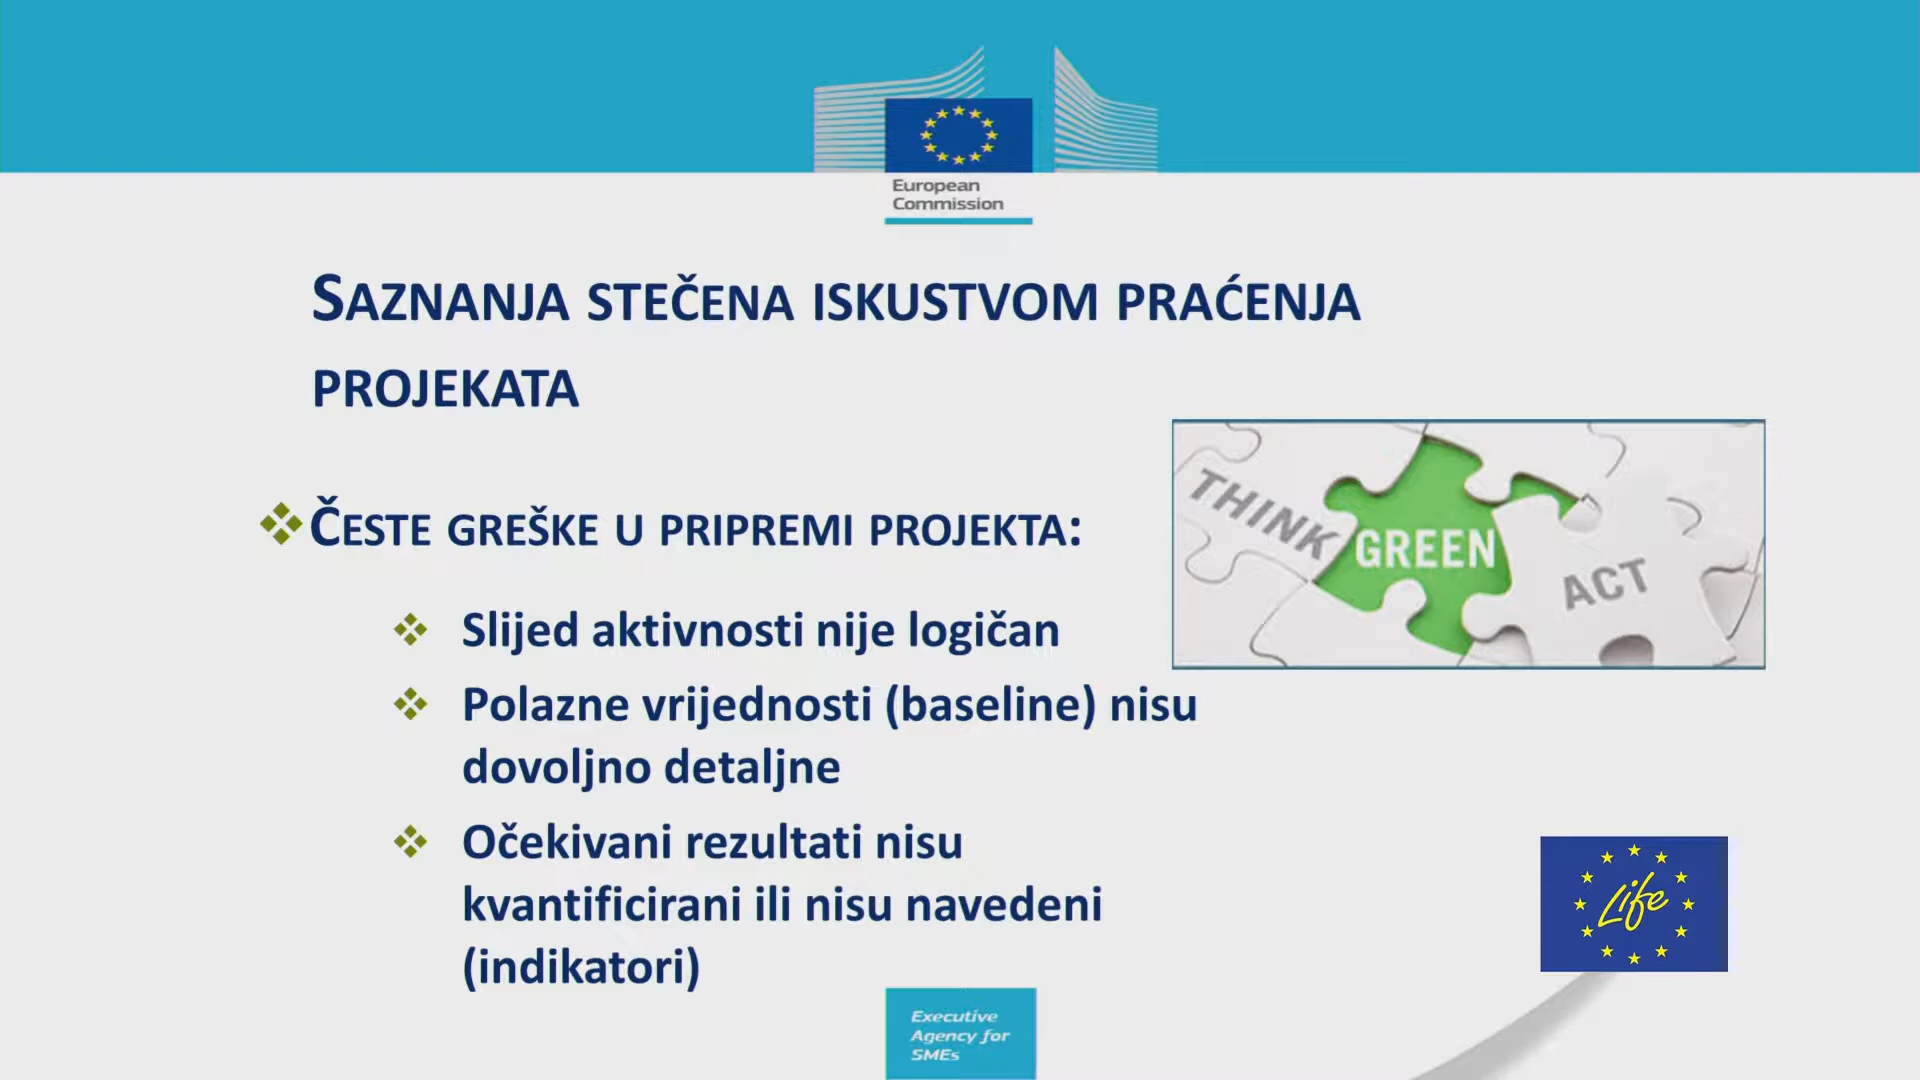 European
Commission
SAZNANJA STEČENA ISKUSTVOM PRAĆENJA
PROJEKATA
THINK
GREEN
ACT
ČESTE GREŠKE U PRIPREMI PROJEKTA:
Slijed aktivnosti nije logičan
Polazne vrijednosti (baseline) nisu
dovoljno detaljne
Očekivani rezultati nisu
kvantificirani ili nisu navedeni
(indikatori)
Life
Executive
Agency for
SMEs